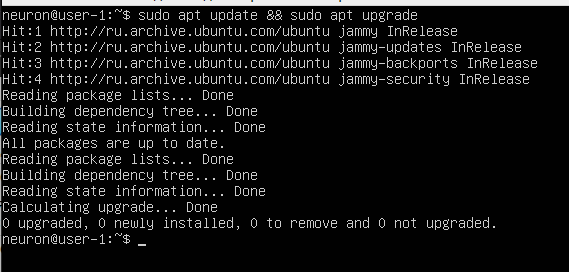 neuron@user-1:~$ sudo apt update && sudo apt upgrade
Hit:1 http://ru.archive.ubuntu.com/ubuntu jammy InRelease
Hit:2 http://ru.archive.ubuntu.com/ubuntu jammy-updates InRelease
Hit:3 http://ru.archive.ubuntu.com/ubuntu jammy-backports InRelease
Hit:4 http://ru.archive.ubuntu.com/ubuntu jammy-security InRelease
Reading package lists... Done
Building dependency tree... Done
Reading state information... Done
All packages are up to date.
Reading package lists... Done
Building dependency tree... Done
Reading state information... Done
Calculating upgrade... Done
0 upgraded, 0 newly installed, 0 to remove and 0 not upgraded.
neuron@user-1:~$ _